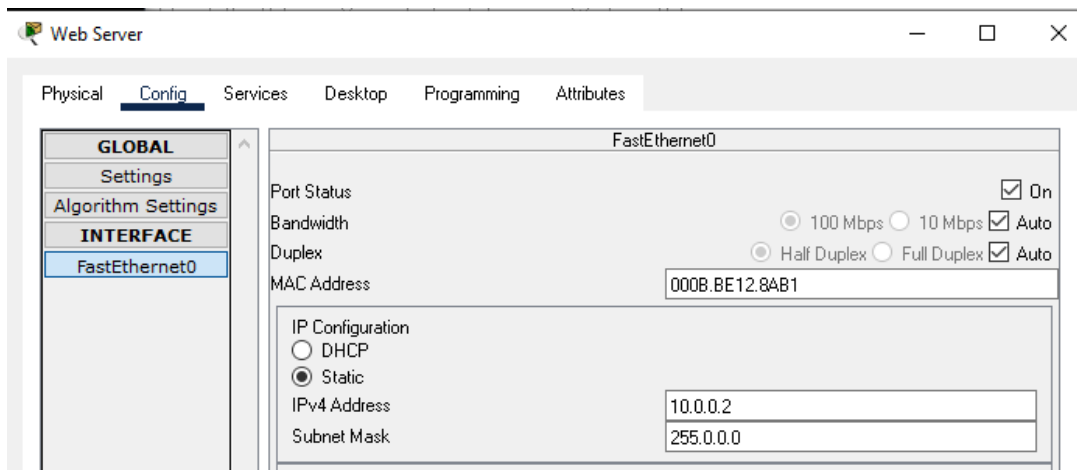 Web Server
Physical Config Services Desktop Programming Attributes
GLOBAL
Settings
Algorithm Settings
INTERFACE
FastEthernet0
FastEthernet0
Port Status On
Bandwidth 100 Mbps 10 Mbps Auto
Duplex Half Duplex Full Duplex Auto
MAC Address 000B.BE12.8AB1
IP Configuration
DHCP
Static
IPv4 Address 10.0.0.2
Subnet Mask 255.0.0.0